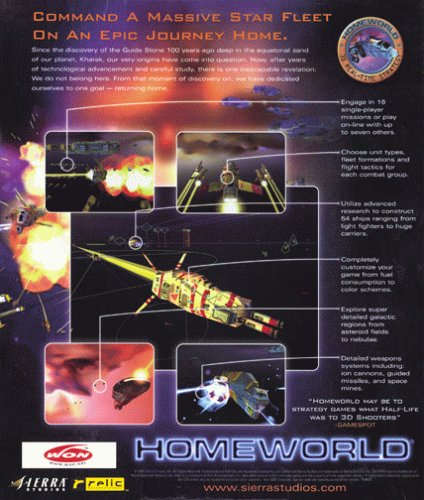 COMMAND A MASSIVE STAR FLEET
ON AN EPIC JOURNEY HOME.
Since the discovery of the Guide Stone 100 years ago deep in the equatorial sand
of our planet, Kharak, our very origins have come into question. Now, after years
of technological advancement and careful study, there is one inescapable revelation:
We do not belong here. From that moment of discovery on, we have dedicated
ourselves to one goal — returning home.
HOMEWORLD
Engage in 16
single-player
missions or play
on-line with up
to seven others.
Choose unit types,
fleet formations and
flight tactics for
each combat group.
Utilize advanced
research to construct
54 ships ranging from
light fighters to huge
carriers.
Completely
customize your
game from fuel
consumption to
color schemes.
Explore super
detailed galactic
regions from
asteroid fields
to nebulae.
Detailed weapons
systems including:
ion cannons, guided
missiles, and space
mines.
"HOMEWORLD MAY BE TO
STRATEGY GAMES WHAT HALF-LIFE
WAS TO 3D SHOOTERS"
-GAMESPOT
WON
www.won.net
HOMEWORLD
SIERRA
STUDIOS
relic
www.sierrastudios.com